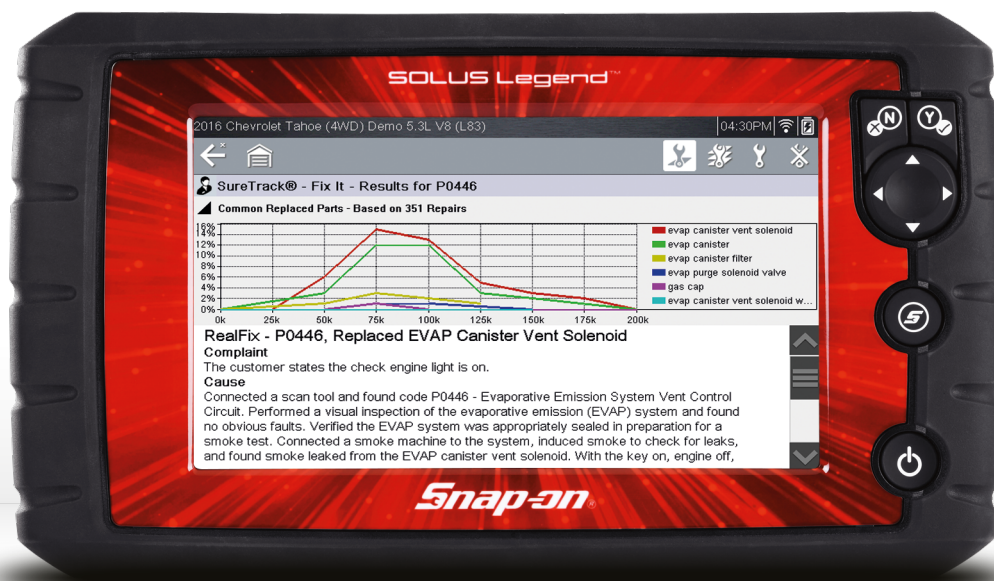 SOLUS Legend™
2016 Chevrolet Tahoe (4WD) Demo 5.3L V8 (L83) 04:30PM
N Y
SureTrack® - Fix It - Results for P0446
Common Replaced Parts - Based on 351 Repairs
16%
14%
12%
10%
8%
6%
4%
2%
0%
0k 25k 50k 75k 100k 125k 150k 175k 200k
evap canister vent solenoid
evap canister
evap canister filter
evap purge solenoid valve
gas cap
evap canister vent solenoid w...
RealFix - P0446, Replaced EVAP Canister Vent Solenoid
Complaint
The customer states the check engine light is on.
Cause
Connected a scan tool and found code P0446 - Evaporative Emission System Vent Control
Circuit. Performed a visual inspection of the evaporative emission (EVAP) system and found
no obvious faults. Verified the EVAP system was appropriately sealed in preparation for a
smoke test. Connected a smoke machine to the system, induced smoke to check for leaks,
and found smoke leaked from the EVAP canister vent solenoid. With the key on, engine off,
S
Snap-on®